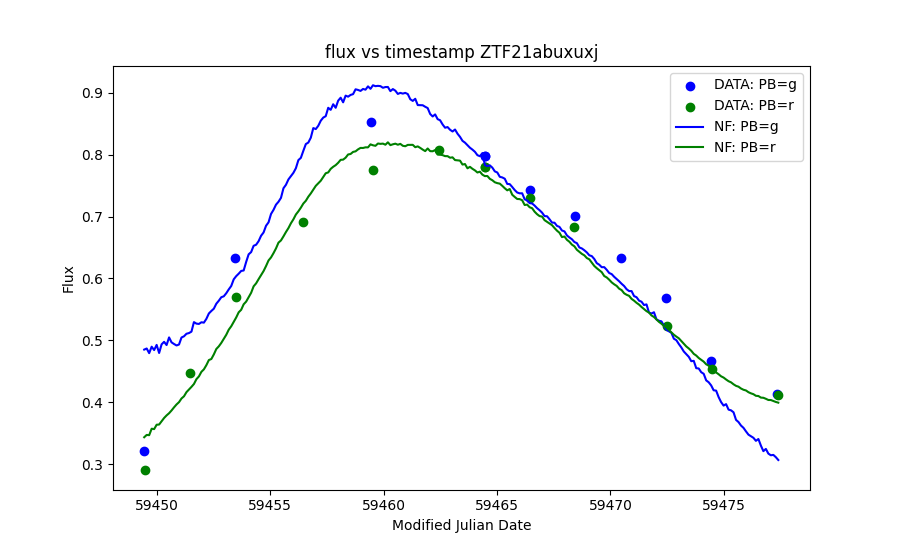 flux vs timestamp ZTF21abuxuxj
DATA: PB=g
DATA: PB=r
NF: PB=g
NF: PB=r
Flux
0.9
0.8
0.7
0.6
0.5
0.4
0.3
59450 59455 59460 59465 59470 59475
Modified Julian Date